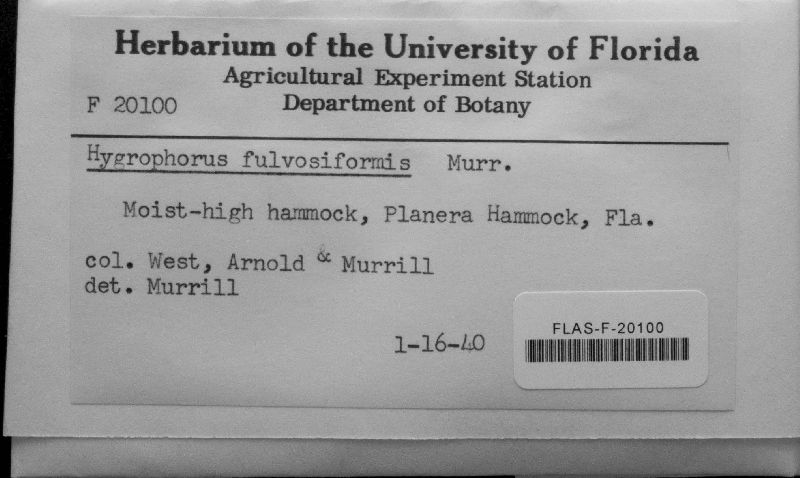 Herbarium of the University of Florida
Agricultural Experiment Station
F 20100 Department of Botany
Hygrophorus fulvosiformis Murr.
Moist-high hammock, Planera Hammock, Fla.
col. West, Arnold & Murrill
det. Murrill
1-16-40
FLAS-F-20100